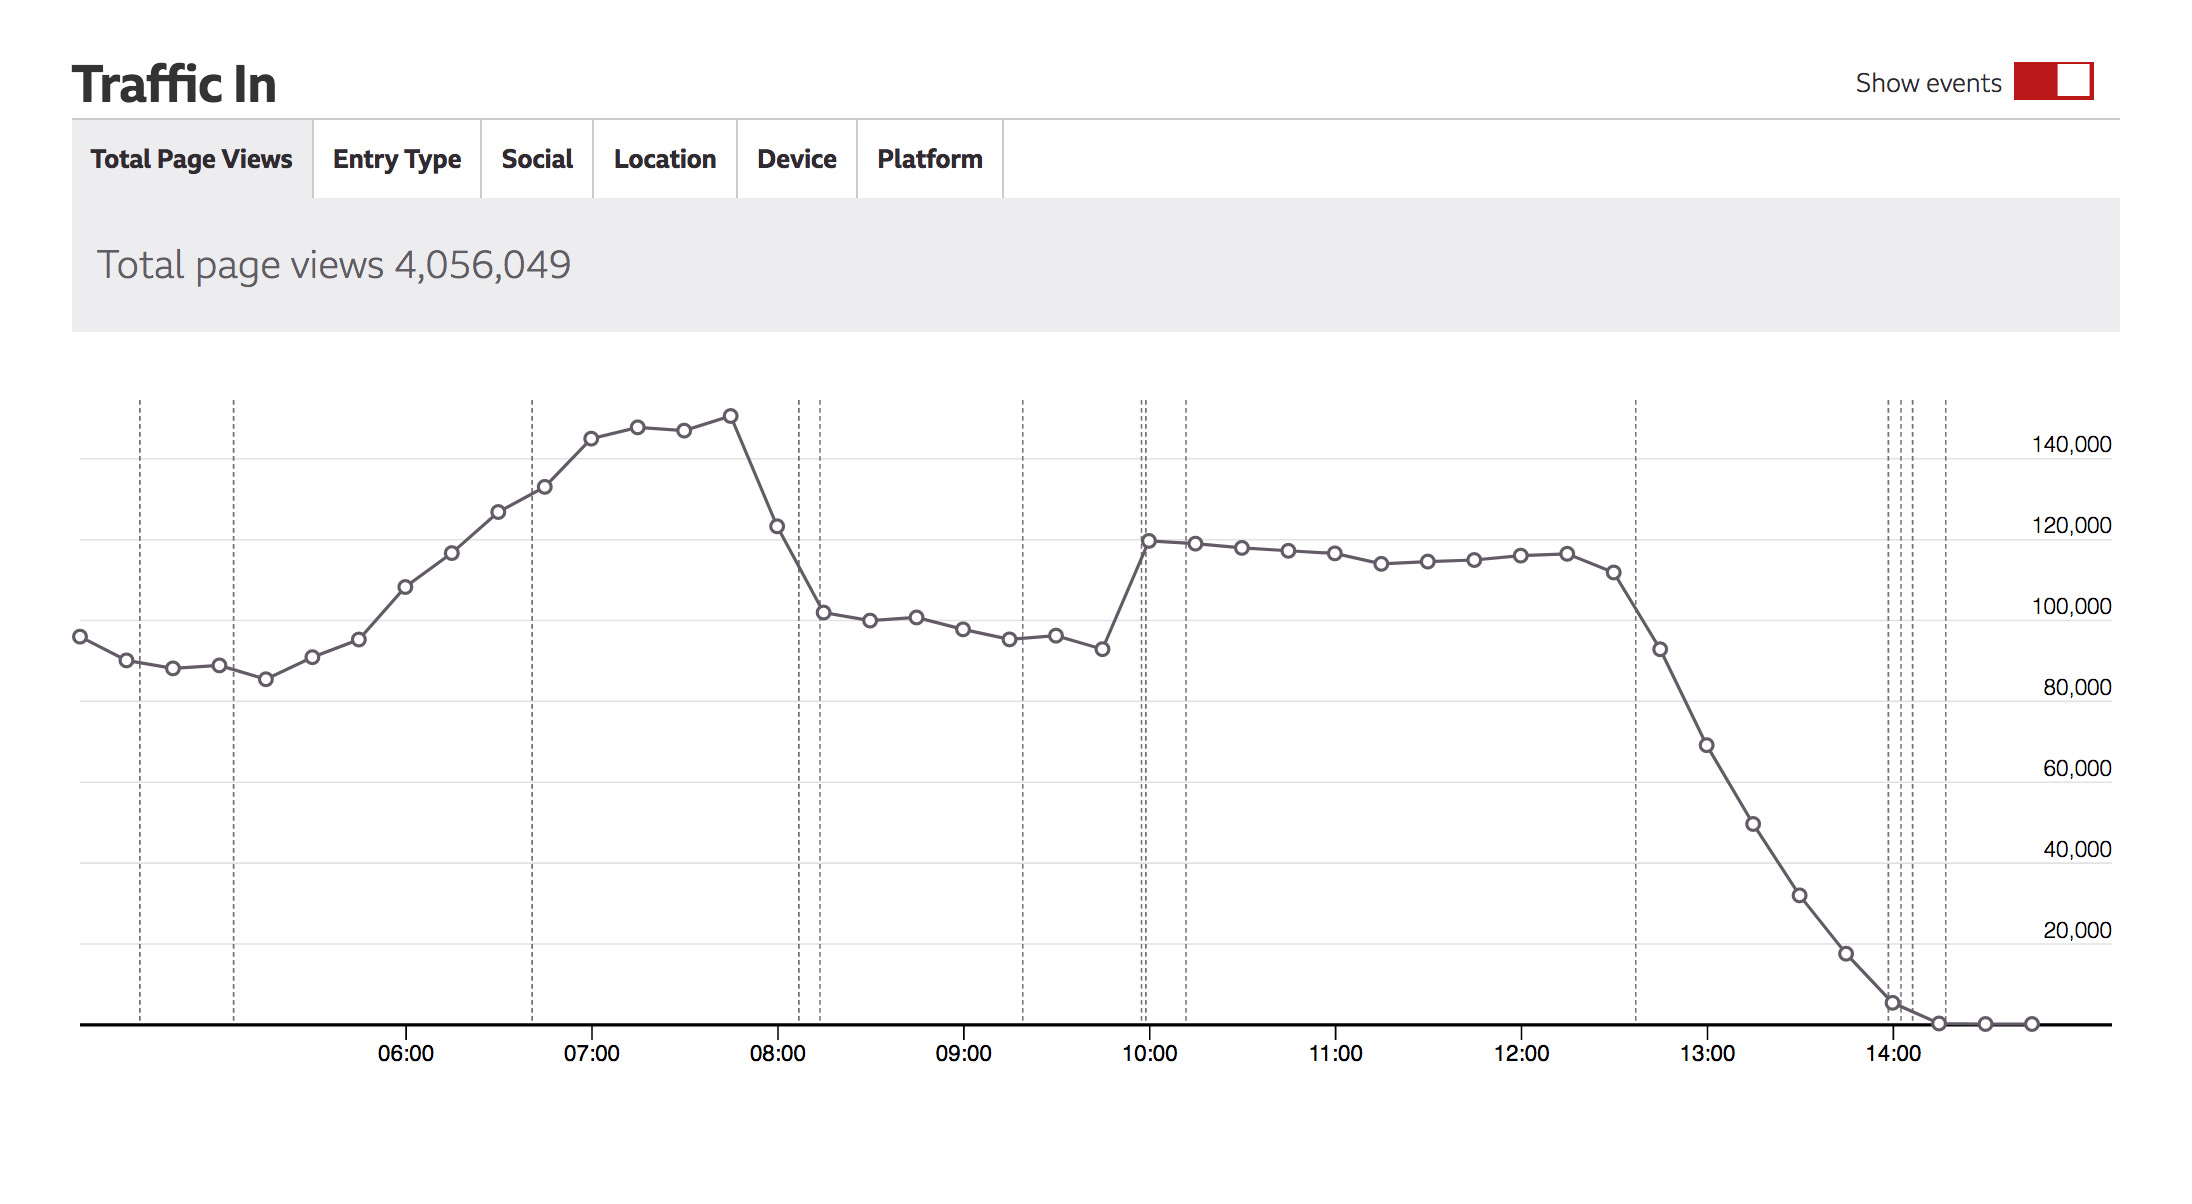 Traffic In
Show events
Total Page Views Entry Type Social Location Device Platform
Total page views 4,056,049
140,000
120,000
100,000
80,000
60,000
40,000
20,000
06:00 07:00 08:00 09:00 10:00 11:00 12:00 13:00 14:00